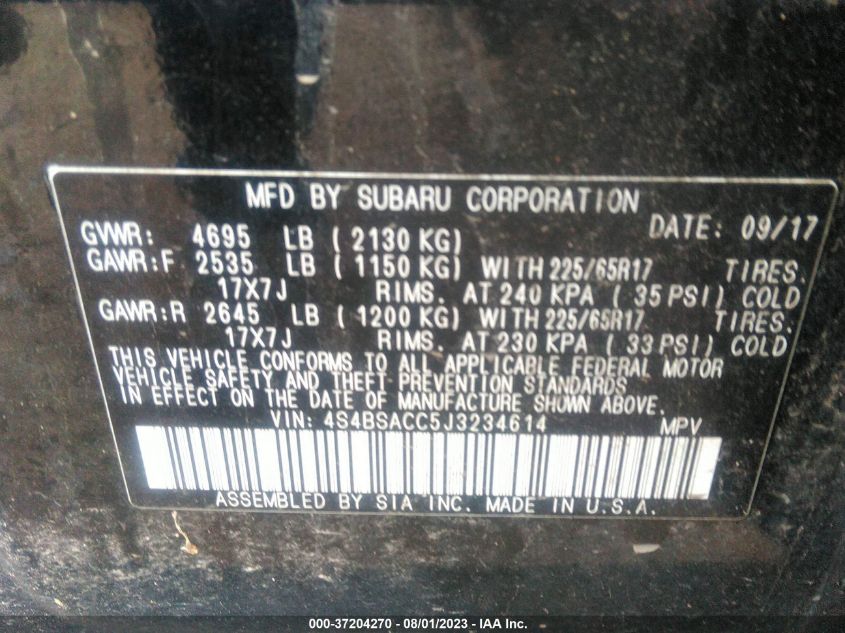 MFD BY SUBARU CORPORATION
DATE: 09/17
GVWR: 4695 LB ( 2130 KG)
GAWR:F 2535 LB ( 1150 KG) WITH 225/65R17 TIRES.
17X7J RIMS. AT 240 KPA ( 35 PSI) COLD
GAWR:R 2645 LB ( 1200 KG) WITH 225/65R17 TIRES.
17X7J RIMS. AT 230 KPA ( 33 PSI) COLD
THIS VEHICLE CONFORMS TO ALL APPLICABLE FEDERAL MOTOR
VEHICLE SAFETY AND THEFT PREVENTION STANDARDS
IN EFFECT ON THE DATE OF MANUFACTURE SHOWN ABOVE.
VIN: 4S4BSACC5J3234614 MPV
ASSEMBLED BY SIA INC. MADE IN U.S.A.
000-37204270 - 08/01/2023 - IAA Inc.